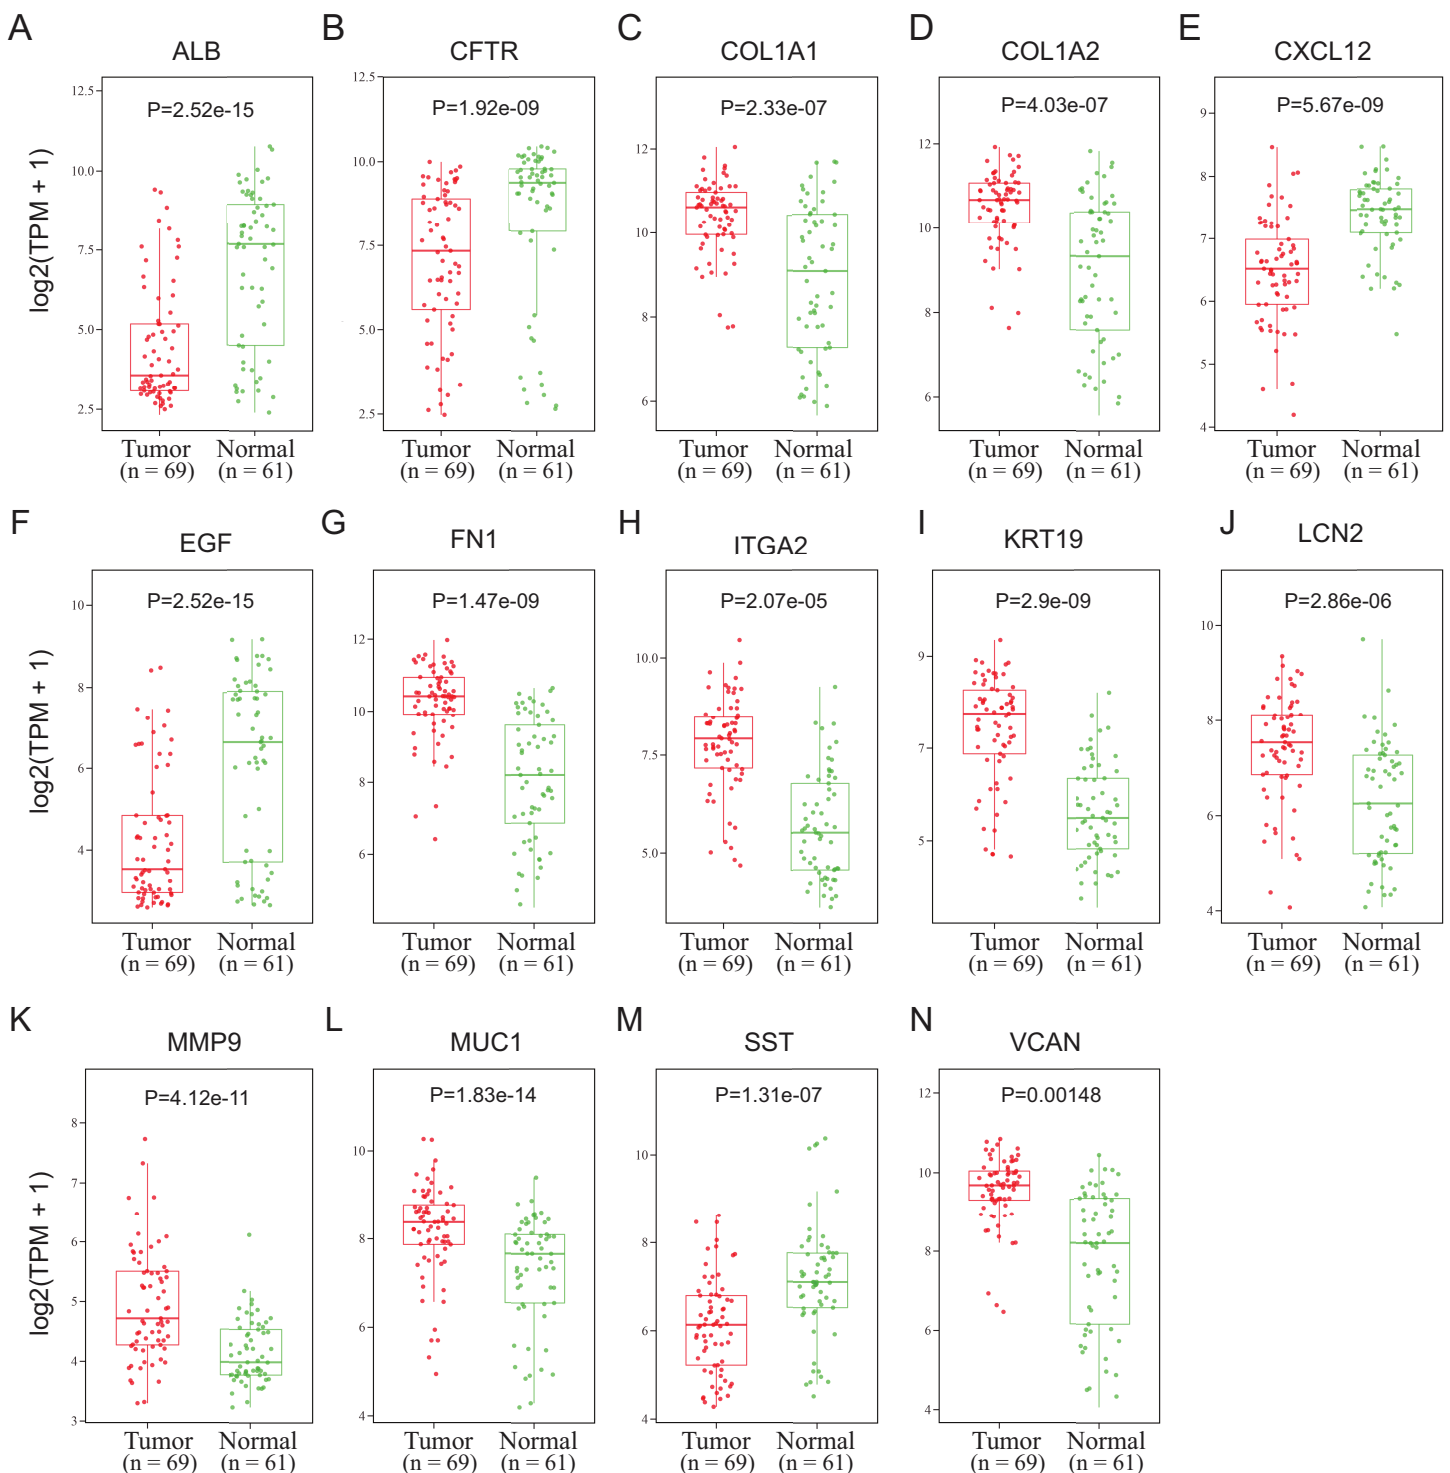 A
ALB
P=2.52e-15
log2(TPM + 1)
12.5
10.0
7.5
5.0
2.5
Tumor
(n = 69)
Normal
(n = 61)
B
CFTR
P=1.92e-09
12.5
10.0
7.5
5.0
2.5
Tumor
(n = 69)
Normal
(n = 61)
C
COL1A1
P=2.33e-07
12
10
8
6
Tumor
(n = 69)
Normal
(n = 61)
D
COL1A2
P=4.03e-07
12
10
8
6
Tumor
(n = 69)
Normal
(n = 61)
E
CXCL12
P=5.67e-09
9
8
7
6
5
4
Tumor
(n = 69)
Normal
(n = 61)
F
EGF
P=2.52e-15
log2(TPM + 1)
10
8
6
4
Tumor
(n = 69)
Normal
(n = 61)
G
FN1
P=1.47e-09
12
10
8
6
Tumor
(n = 69)
Normal
(n = 61)
H
ITGA2
P=2.07e-05
10.0
7.5
5.0
Tumor
(n = 69)
Normal
(n = 61)
I
KRT19
P=2.9e-09
9
7
5
Tumor
(n = 69)
Normal
(n = 61)
J
LCN2
P=2.86e-06
10
8
6
4
Tumor
(n = 69)
Normal
(n = 61)
K
MMP9
P=4.12e-11
log2(TPM + 1)
8
7
6
5
4
3
Tumor
(n = 69)
Normal
(n = 61)
L
MUC1
P=1.83e-14
10
8
6
4
Tumor
(n = 69)
Normal
(n = 61)
M
SST
P=1.31e-07
10
8
6
4
Tumor
(n = 69)
Normal
(n = 61)
N
VCAN
P=0.00148
12
10
8
6
4
Tumor
(n = 69)
Normal
(n = 61)